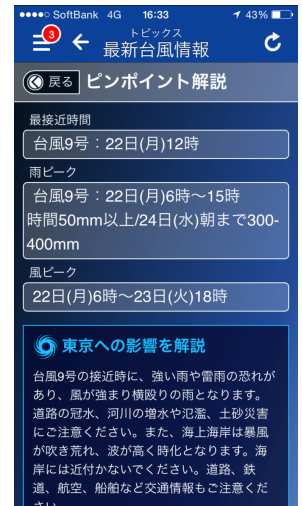 SoftBank 4G 16:33 43%
3
トピックス
最新台風情報
戻る ピンポイント解説
最接近時間
台風9号：22日(月)12時
雨ピーク
台風9号：22日(月)6時～15時
時間50mm以上/24日(水)朝まで300-
400mm
風ピーク
22日(月)6時～23日(火)18時
東京への影響を解説
台風9号の接近時に、強い雨や雷雨の恐れが
あり、風が強まり横殴りの雨となります。
道路の冠水、河川の増水や氾濫、土砂災害
にご注意ください。また、海上海岸は暴風
が吹き荒れ、波が高く時化となります。海
岸には近付かないでください。道路、鉄
道、航空、船舶など交通情報もご注意くだ
さい